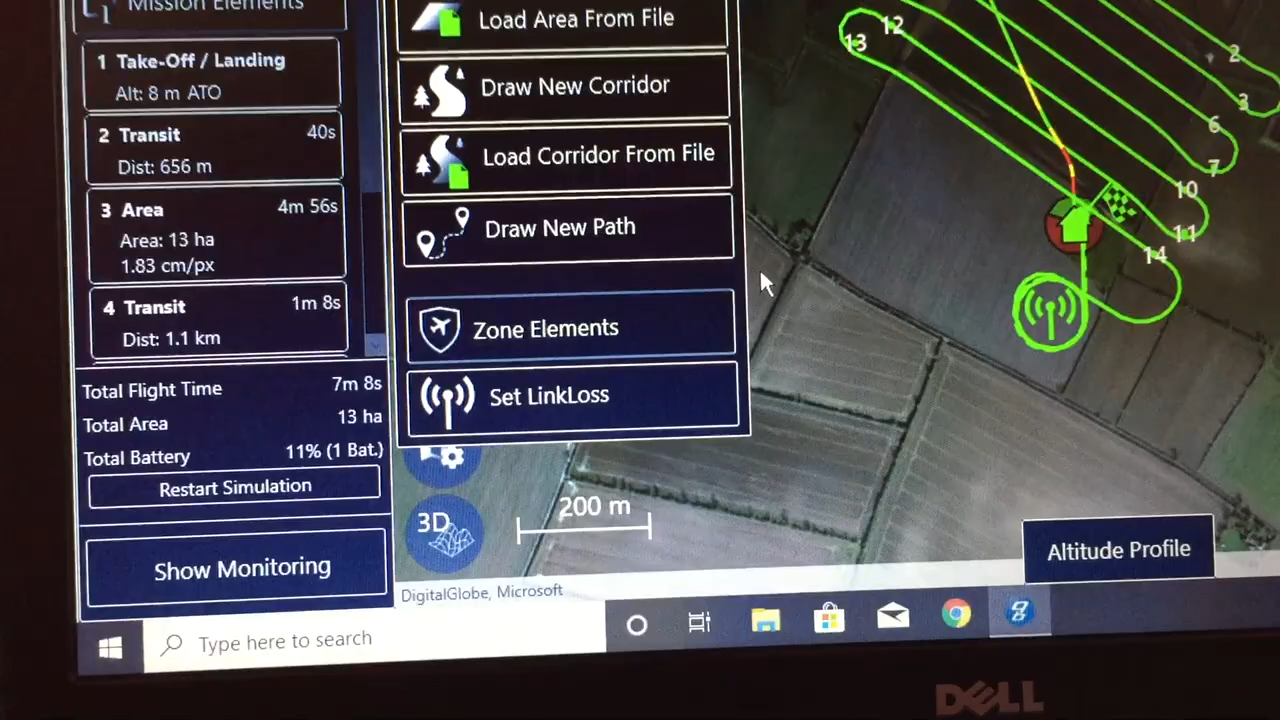 Mission Elements
1 Take-Off / Landing
Alt: 8 m ATO
2 Transit 40s
Dist: 656 m
3 Area 4m 56s
Area: 13 ha
1.83 cm/px
4 Transit 1m 8s
Dist: 1.1 km
Total Flight Time 7m 8s
Total Area 13 ha
Total Battery 11% (1 Bat.)
Restart Simulation
Show Monitoring
Load Area From File
Draw New Corridor
Load Corridor From File
Draw New Path
Zone Elements
Set LinkLoss
3D
200 m
DigitalGlobe, Microsoft
12
13
2
3
6
7
10
11
14
Altitude Profile
Type here to search
DELL